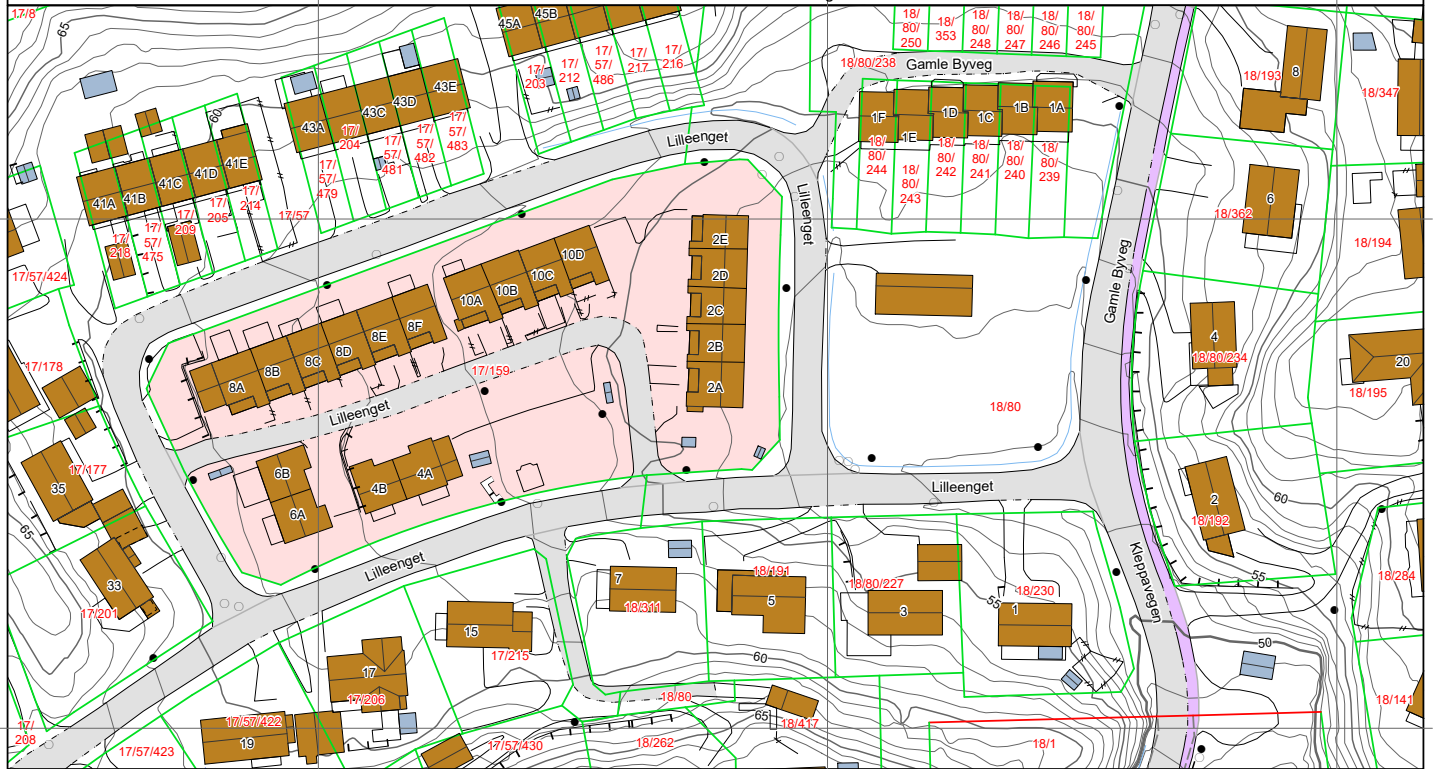 17/8
65
45A
45B
17/
203
17/
212
17/
57/
486
17/
217
17/
216
18/
80/
250
18/
353
18/
80/
248
18/
80/
247
18/
80/
246
18/
80/
245
18/80/238
Gamle Byveg
18/193
8
18/347
60
43A
17/
204
43C
43D
43E
17/
57/
479
17/
57/
481
17/
57/
482
17/
57/
483
Lilleenget
1F
1E
1D
1C
1B
1A
18/
80/
244
18/
80/
243
18/
80/
242
18/
80/
241
18/
80/
240
18/
80/
239
41A
41B
41C
41D
41E
17/
218
17/
57/
475
17/
209
17/
205
17/
214
17/57
Lilleenget
6
18/362
18/194
17/57/424
2E
2D
2C
2B
2A
10A
10B
10C
10D
Gamle Byveg
8A
8B
8C
8D
8E
8F
4
18/80/234
20
18/195
17/178
17/159
Lilleenget
18/80
17/177
35
6B
6A
4B
4A
Lilleenget
2
18/192
60
65
33
17/201
Lilleenget
7
18/311
18/191
5
18/80/227
3
55
18/230
1
Kleppavegen
55
18/284
50
15
17/215
17
17/206
60
18/80
65
18/417
18/141
17/
208
17/57/423
17/57/422
19
17/57/430
18/262
18/1